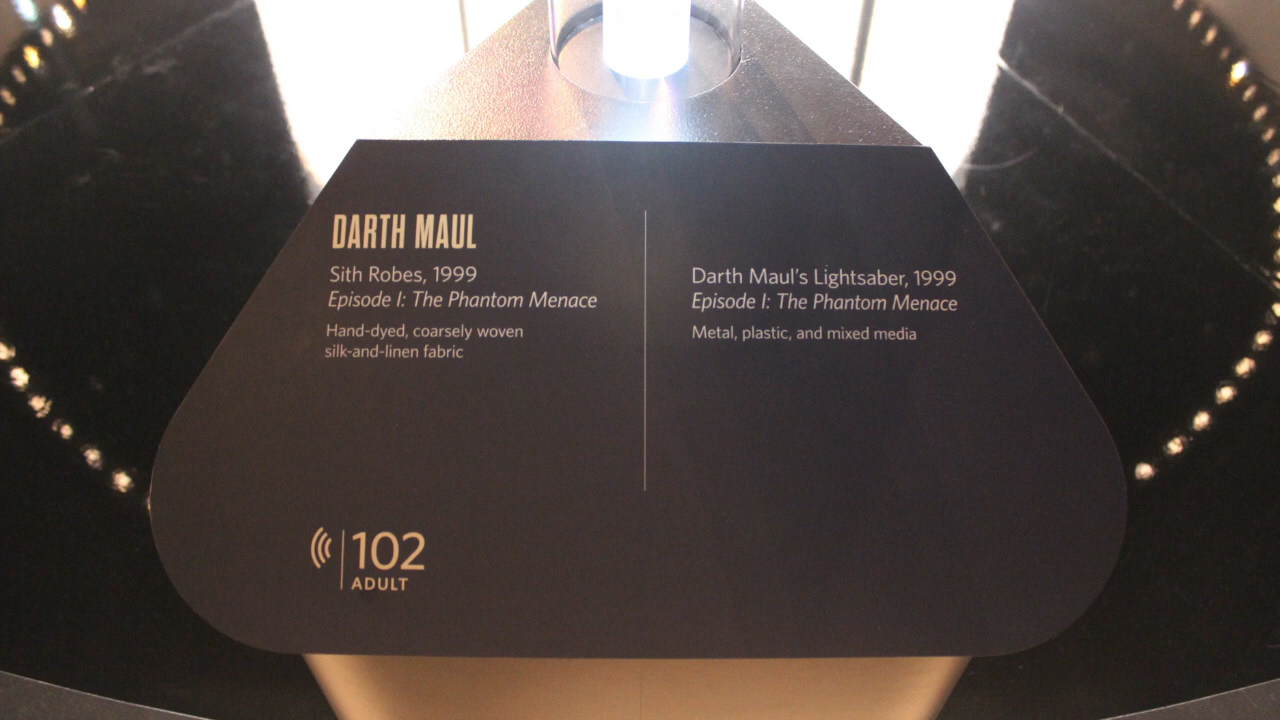 DARTH MAUL
Sith Robes, 1999
Episode I: The Phantom Menace
Hand-dyed, coarsely woven
silk-and-linen fabric
Darth Maul's Lightsaber, 1999
Episode I: The Phantom Menace
Metal, plastic, and mixed media
102
ADULT